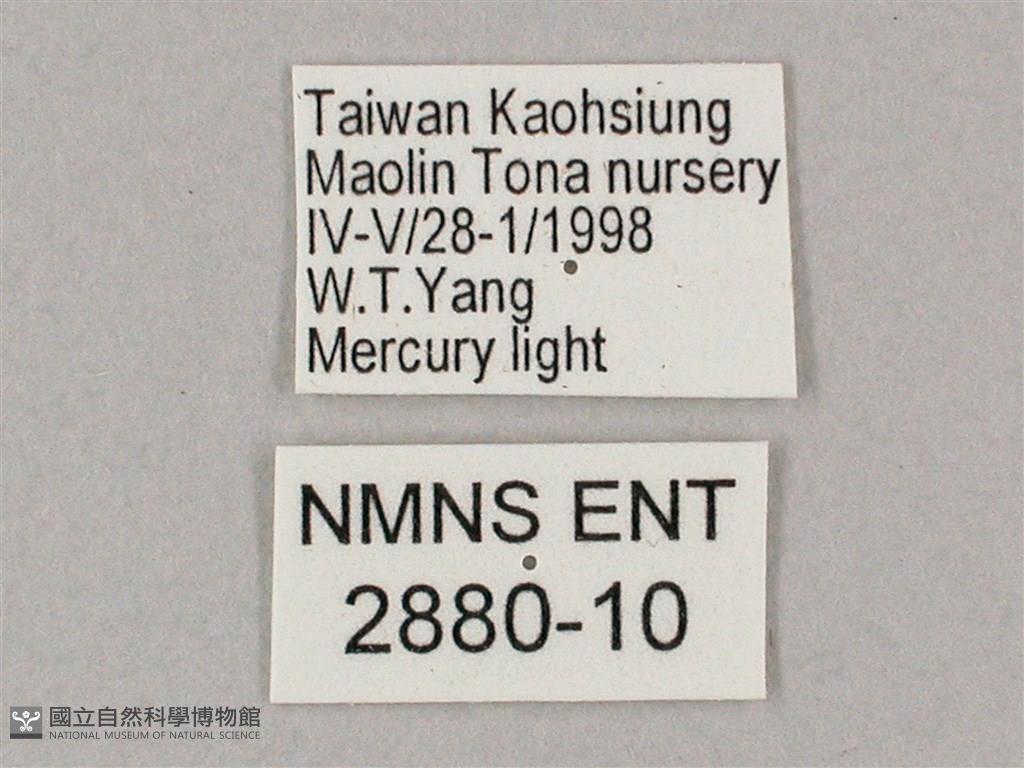 Taiwan Kaohsiung
Maolin Tona nursery
IV-V/28-1/1998
W.T.Yang
Mercury light
NMNS ENT
2880-10
國立自然科學博物館
NATIONAL MUSEUM OF NATURAL SCIENCE